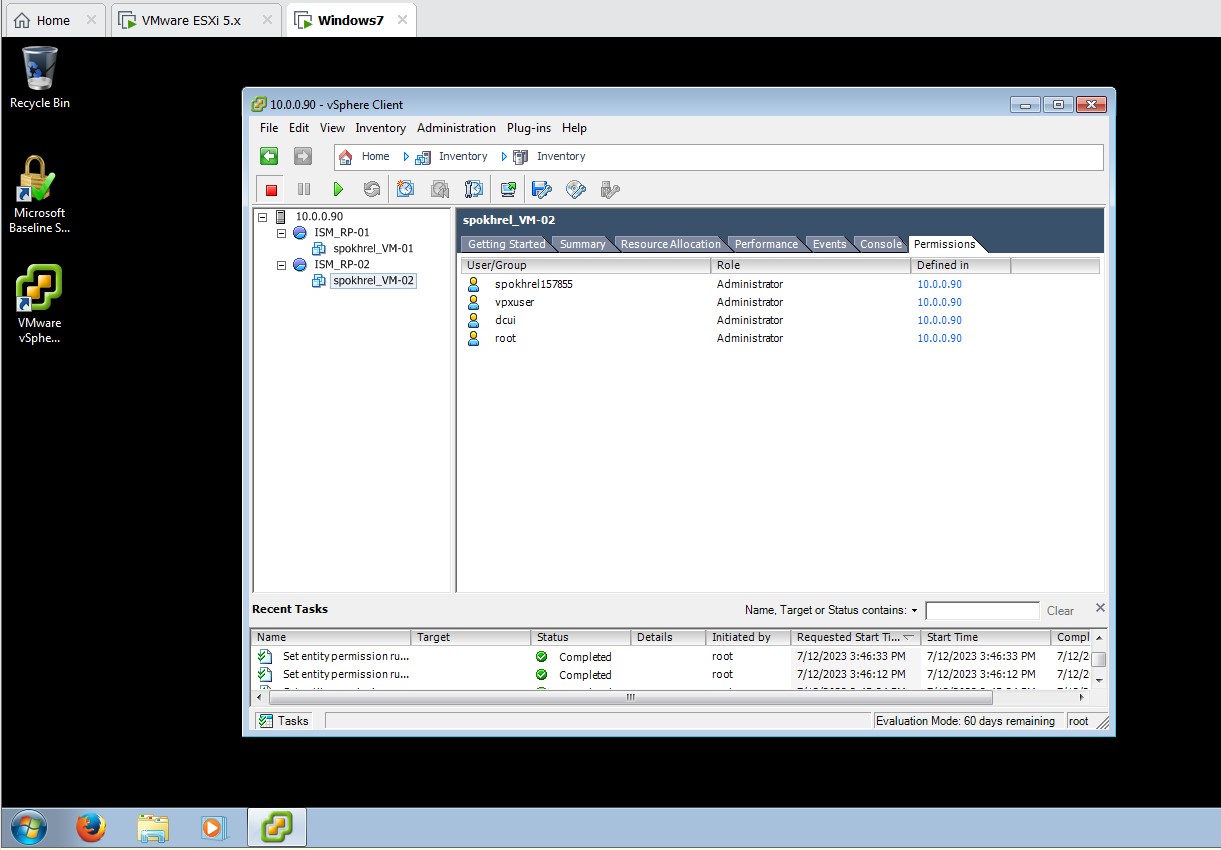 Home
VMware ESXi 5.x
Windows7
Recycle Bin
Microsoft
Baseline S...
VMware
vSphe...
10.0.0.90 - vSphere Client
File Edit View Inventory Administration Plug-ins Help
Home Inventory Inventory
10.0.0.90
ISM_RP-01
spokhrel_VM-01
ISM_RP-02
spokhrel_VM-02
spokhrel_VM-02
Getting Started Summary Resource Allocation Performance Events Console Permissions
User/Group Role Defined in
spokhrel157855 Administrator 10.0.0.90
vpxuser Administrator 10.0.0.90
dcui Administrator 10.0.0.90
root Administrator 10.0.0.90
Recent Tasks Name, Target or Status contains: Clear
Name Target Status Details Initiated by Requested Start Ti... Start Time Compl
Set entity permission ru... Completed root 7/12/2023 3:46:33 PM 7/12/2023 3:46:33 PM 7/12/2
Set entity permission ru... Completed root 7/12/2023 3:46:12 PM 7/12/2023 3:46:12 PM 7/12/2
Tasks Evaluation Mode: 60 days remaining root